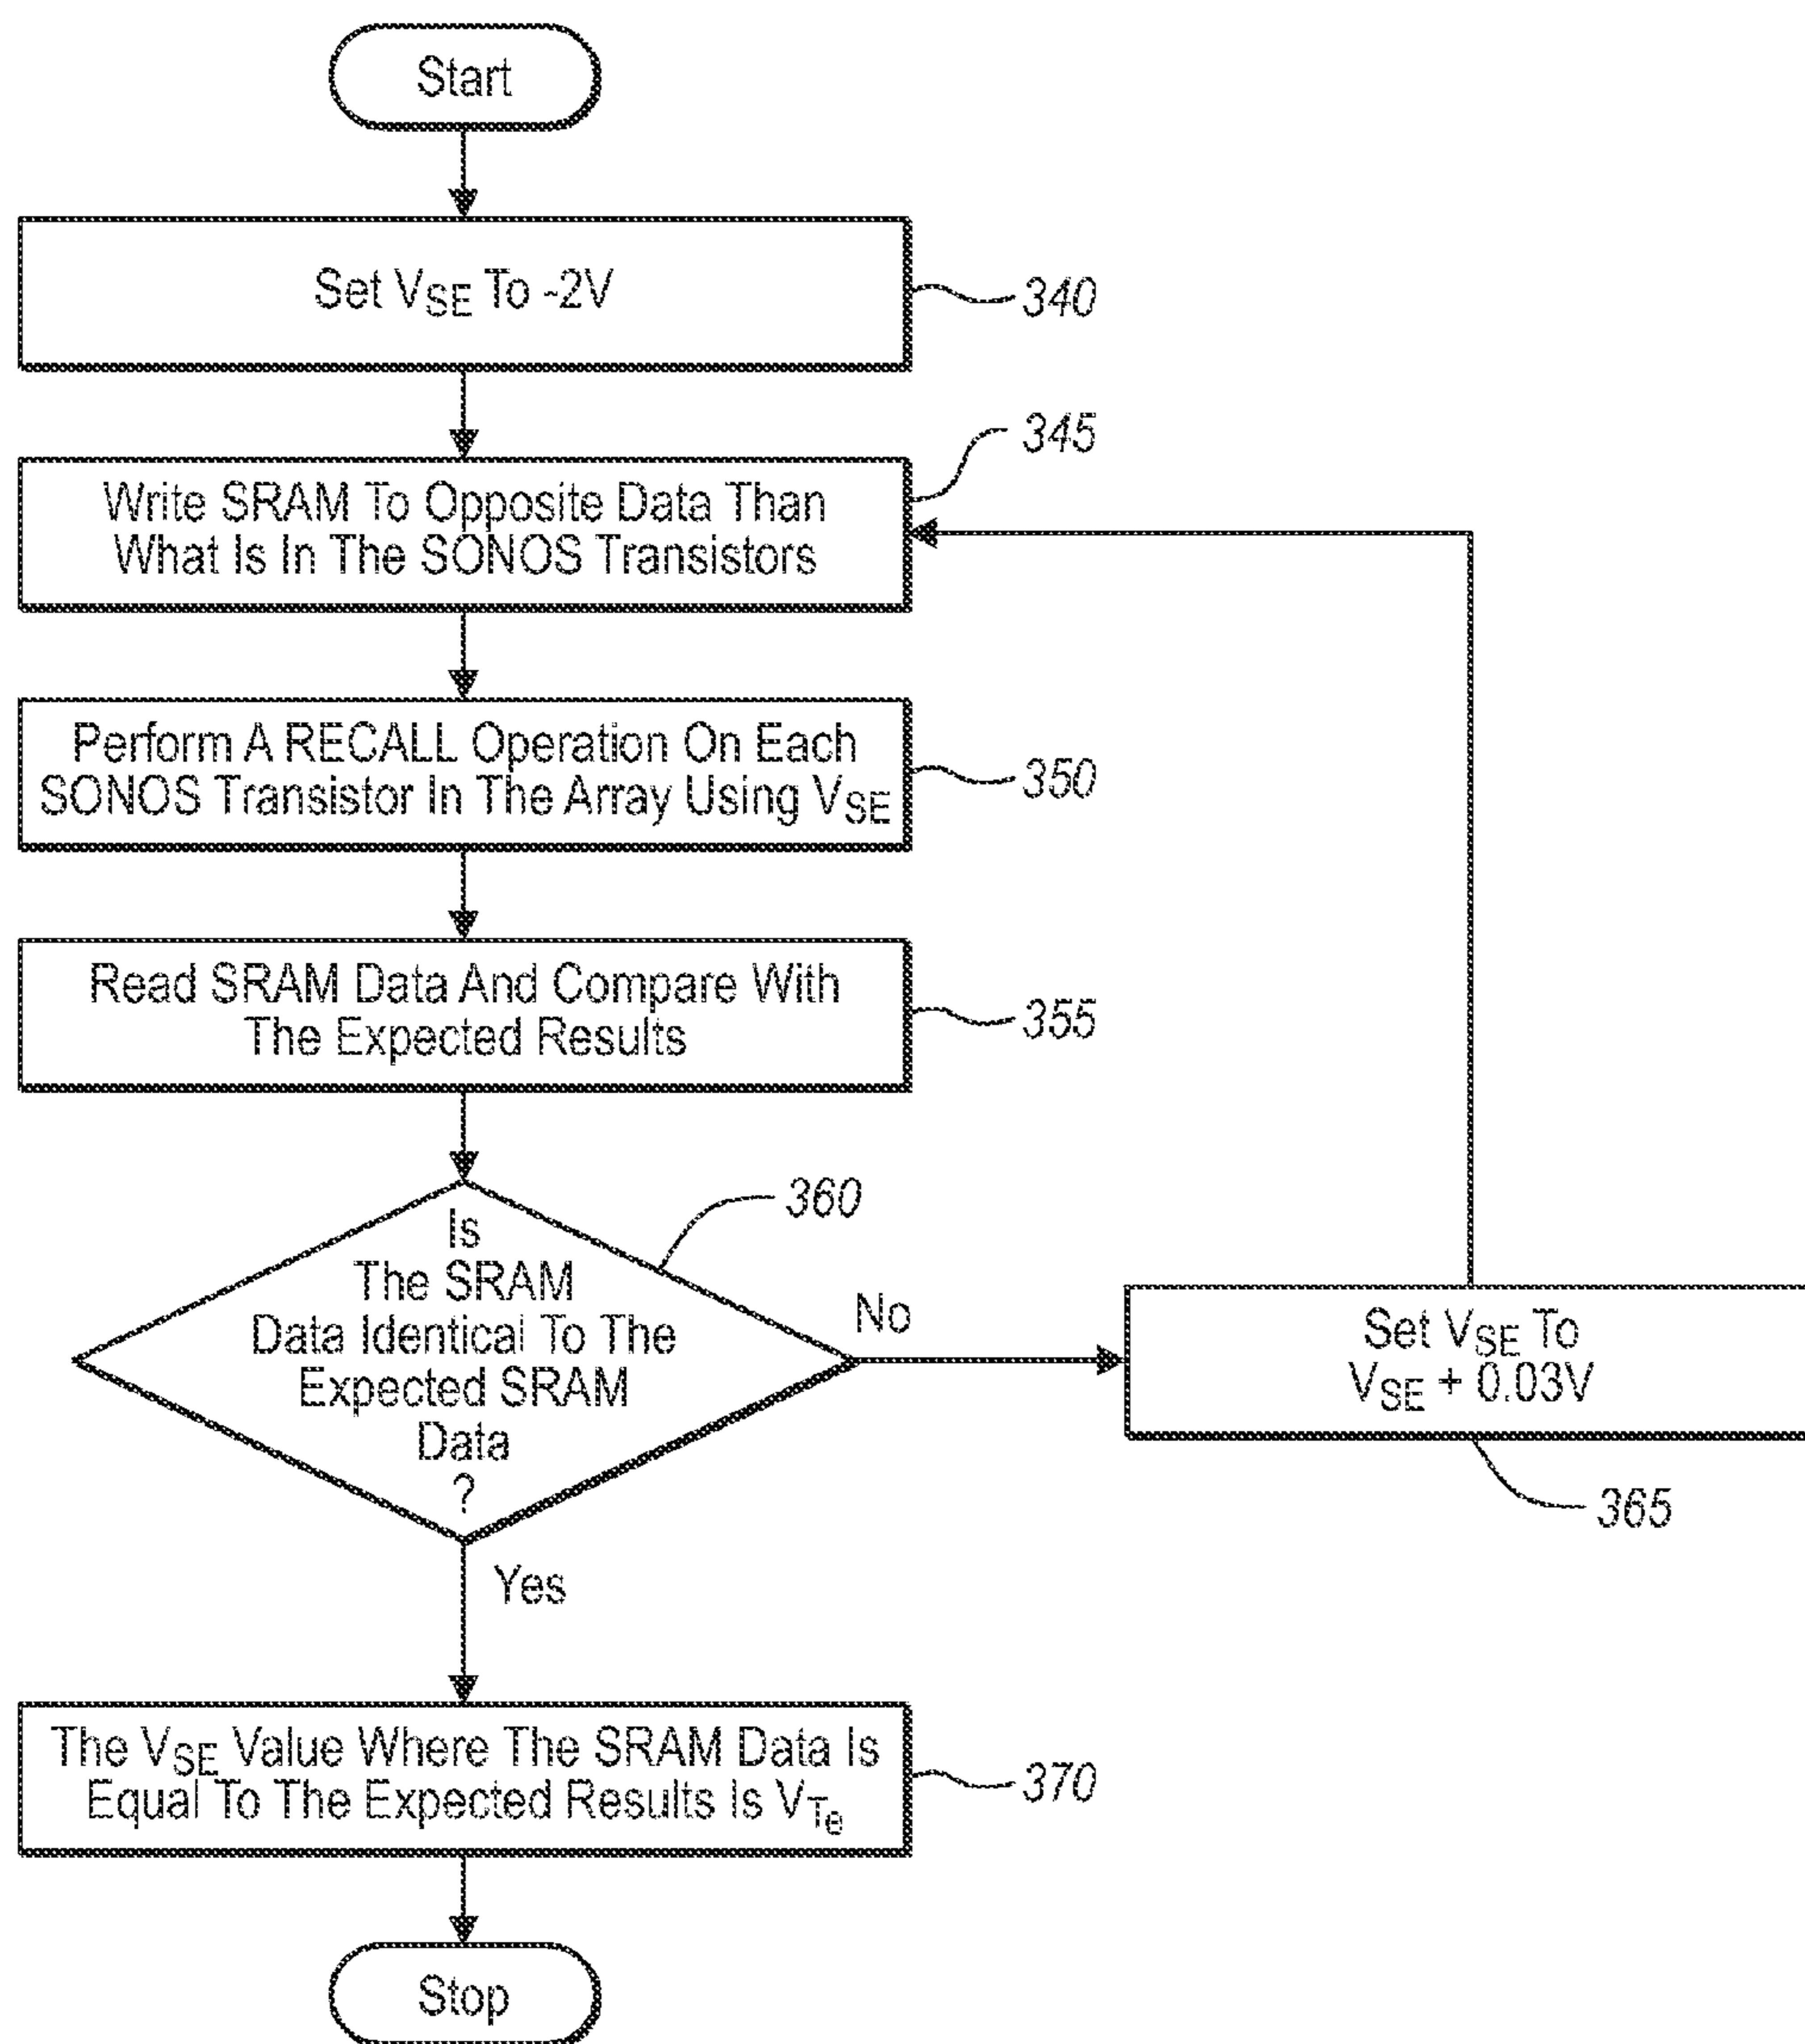 Start
Set VSE To -2V
340
345
Write SRAM To Opposite Data Than
What Is In The SONOS Transistors
Perform A RECALL Operation On Each
SONOS Transistor In The Array Using VSE
350
Read SRAM Data And Compare With
The Expected Results
355
360
Is
The SRAM
Data Identical To The
Expected SRAM
Data
?
No
Set VSE To
VSE + 0.03V
365
Yes
The VSE Value Where The SRAM Data Is
Equal To The Expected Results Is VTe
370
Stop